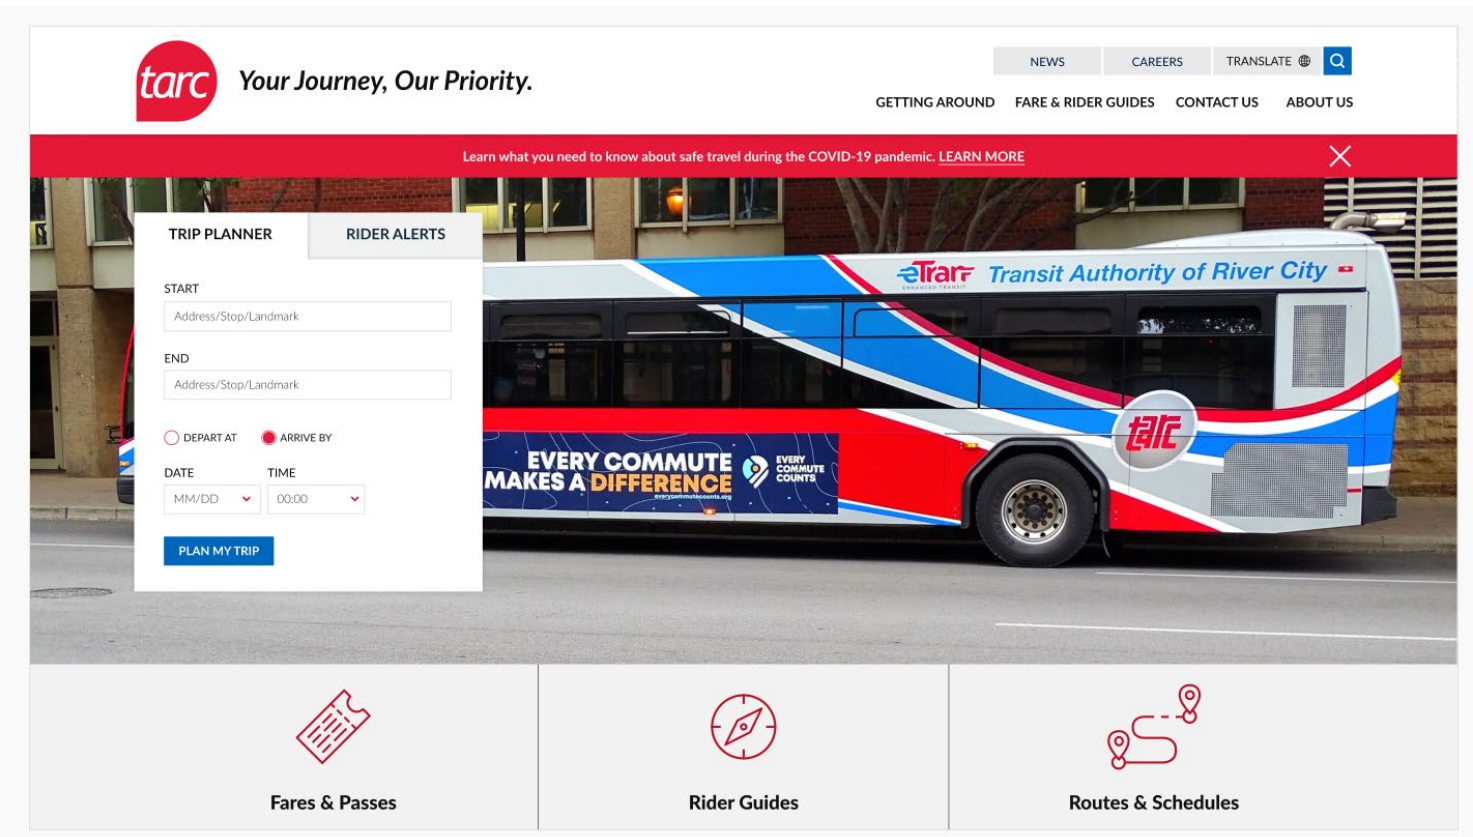 tarc
Your Journey, Our Priority.
NEWS
CAREERS
TRANSLATE
GETTING AROUND
FARE & RIDER GUIDES
CONTACT US
ABOUT US
Learn what you need to know about safe travel during the COVID-19 pandemic. LEARN MORE
TRIP PLANNER
RIDER ALERTS
START
Address/Stop/Landmark
END
Address/Stop/Landmark
DEPART AT
ARRIVE BY
DATE
TIME
MM/DD
00:00
PLAN MY TRIP
eTran Transit Authority of River City
ENHANCED TRANSIT
tarc
EVERY COMMUTE
MAKES A DIFFERENCE
everycommutecounts.org
EVERY
COMMUTE
COUNTS
Fares & Passes
Rider Guides
Routes & Schedules